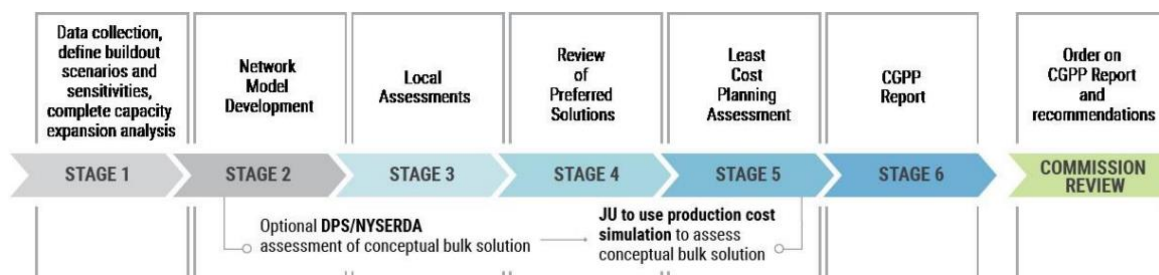 Data collection,
define buildout
scenarios and
sensitivities,
complete capacity
expansion analysis
Network
Model
Development
Local
Assessments
Review
of
Preferred
Solutions
Least
Cost
Planning
Assessment
CGPP
Report
Order on
CGPP Report
and
recommendations
STAGE 1
STAGE 2
STAGE 3
STAGE 4
STAGE 5
STAGE 6
COMMISSION
REVIEW
Optional DPS/NYSERDA
assessment of conceptual bulk solution
JU to use production cost
simulation to assess
conceptual bulk solution